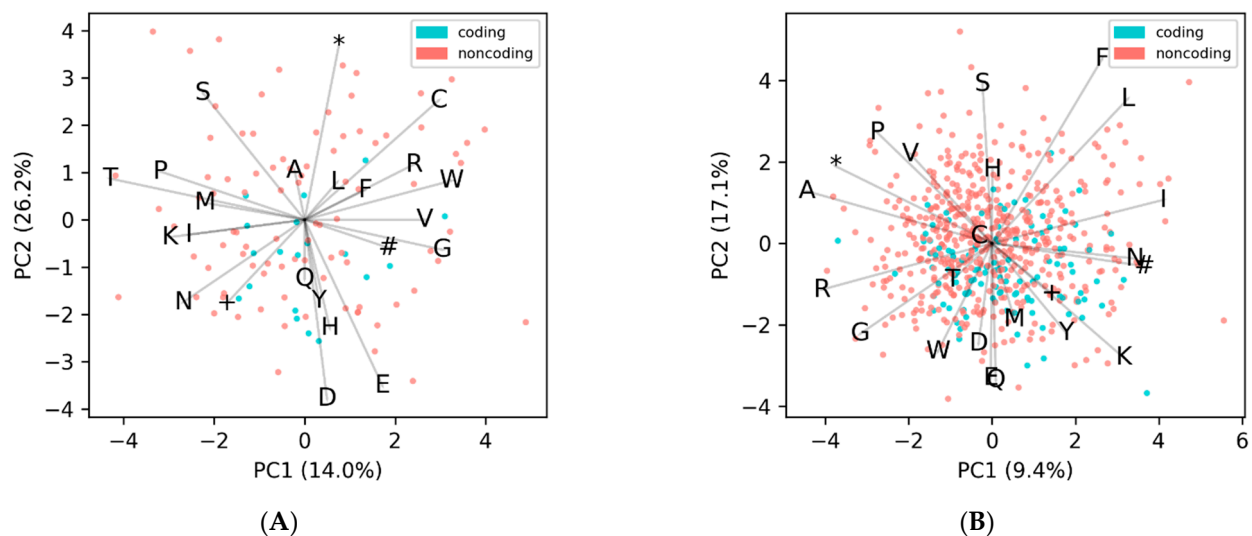 coding
noncoding
*
S
C
A
R
T
P
L
F
W
M
V
K
I
#
G
Q
N
+
Y
H
D
E
4
3
2
1
0
−1
−2
−3
−4
PC2 (26.2%)
−4
−2
0
2
4
PC1 (14.0%)
(A)
coding
noncoding
F
S
L
P
V
*
H
A
I
C
N
#
T
R
+
M
G
Y
D
W
K
E
Q
4
2
0
−2
−4
PC2 (17.1%)
−4
−2
0
2
4
6
PC1 (9.4%)
(B)